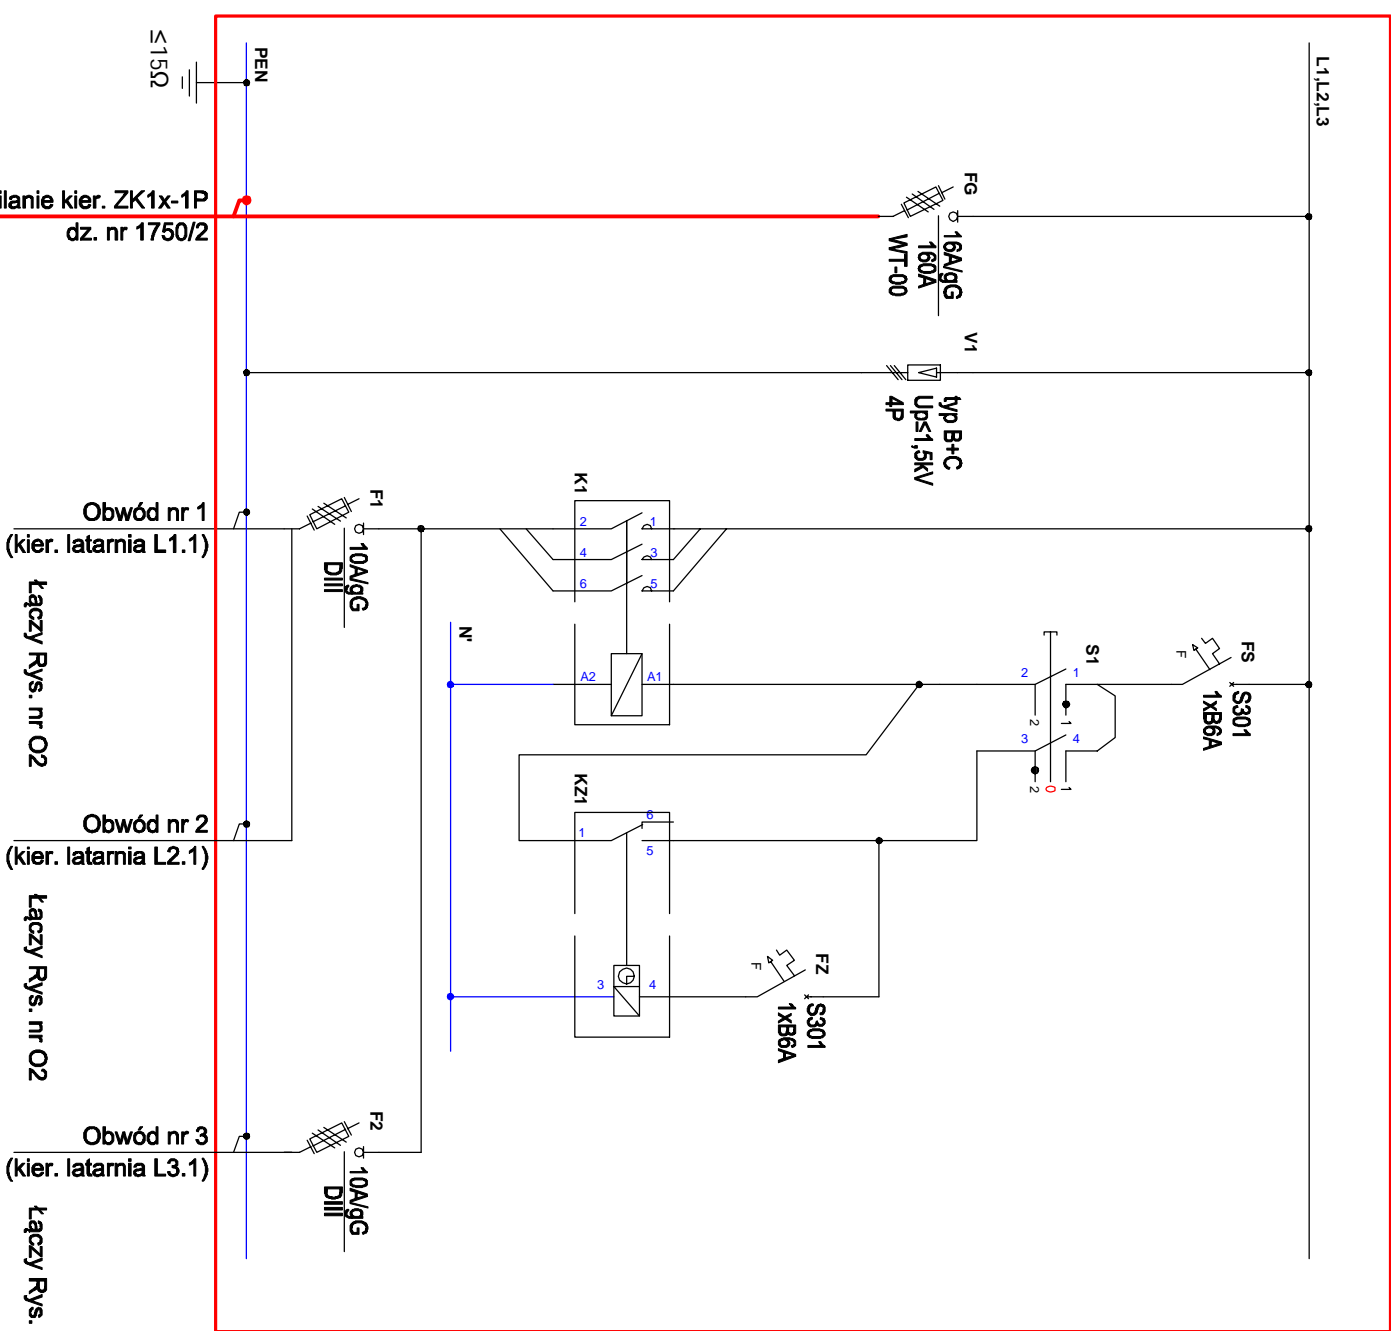 ≤15Ω
PEN
L1,L2,L3
ilanie kier. ZK1x-1P
dz. nr 1750/2
FG
16A/gG
160A
WT-00
V1
typ B+C
Up≤1,5kV
4P
Obwód nr 1
(kier. latarnia L1.1)
Łączy Rys. nr O2
F1
10A/gG
DIII
K1
2 1
4 3
6 5
A2 A1
N'
S1
2 1
2 1
3 4
2 0 1
FS
F
S301
1xB6A
Obwód nr 2
(kier. latarnia L2.1)
Łączy Rys. nr O2
KZ1
6
1
5
3 4
FZ
F
S301
1xB6A
Obwód nr 3
(kier. latarnia L3.1)
Łączy Rys.
F2
10A/gG
DIII